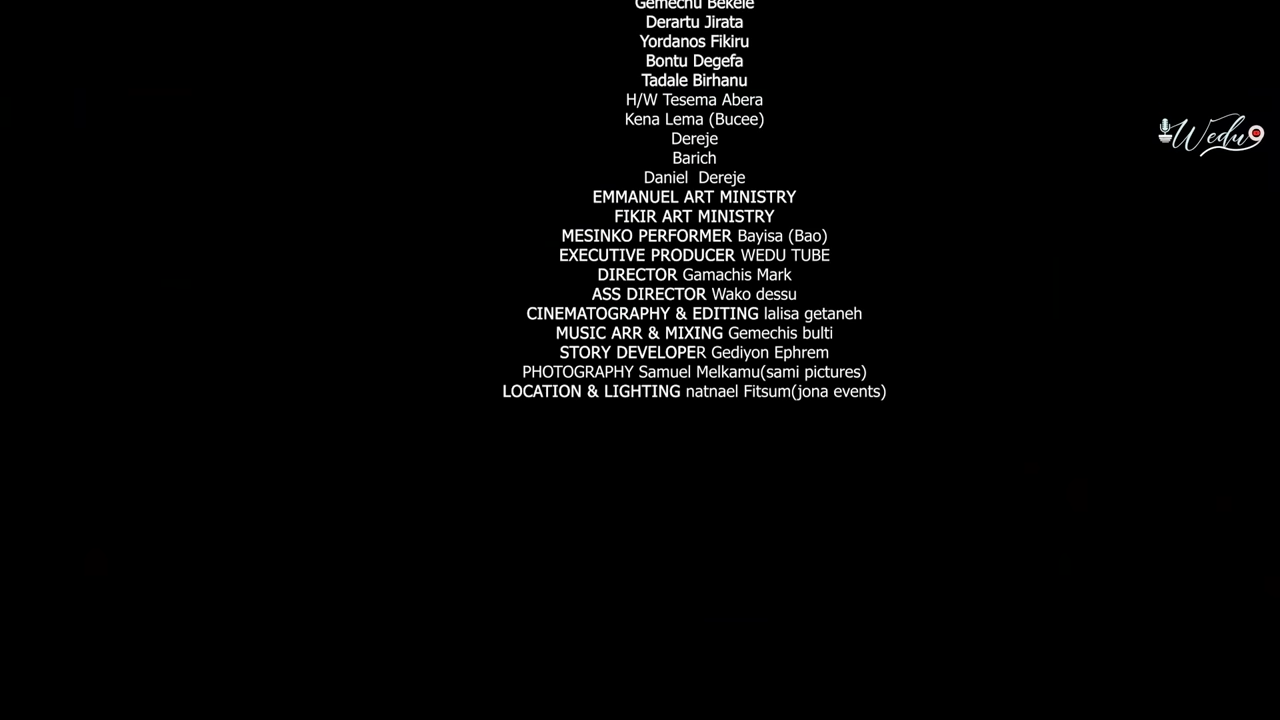 Gemechu Bekele
Derartu Jirata
Yordanos Fikiru
Bontu Degefa
Tadale Birhanu
H/W Tesema Abera
Kena Lema (Bucee)
Dereje
Barich
Daniel  Dereje
EMMANUEL ART MINISTRY
FIKIR ART MINISTRY
MESINKO PERFORMER Bayisa (Bao)
EXECUTIVE PRODUCER WEDU TUBE
DIRECTOR Gamachis Mark
ASS DIRECTOR Wako dessu
CINEMATOGRAPHY & EDITING lalisa getaneh
MUSIC ARR & MIXING Gemechis bulti
STORY DEVELOPER Gediyon Ephrem
PHOTOGRAPHY Samuel Melkamu(sami pictures)
LOCATION & LIGHTING natnael Fitsum(jona events)
Wedu